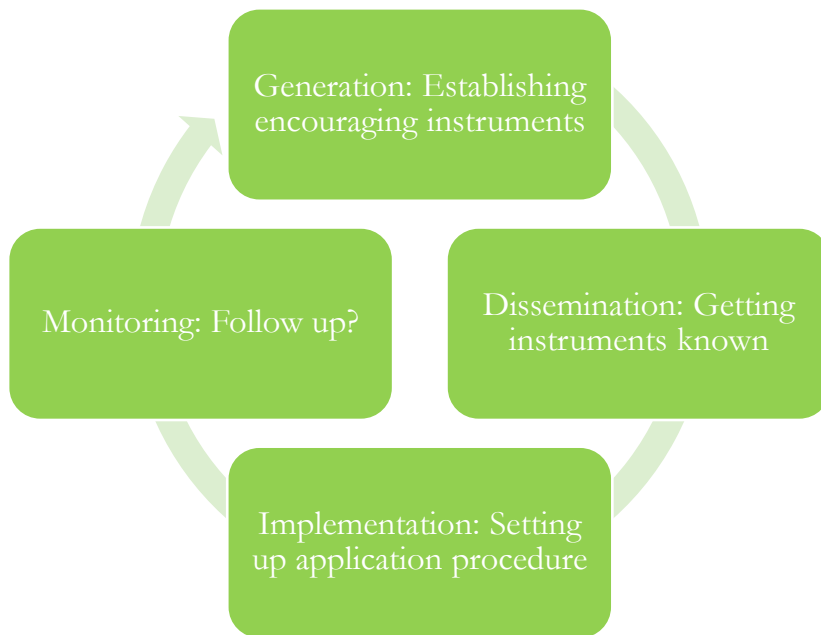 Generation: Establishing
encouraging instruments
Dissemination: Getting
instruments known
Implementation: Setting
up application procedure
Monitoring: Follow up?